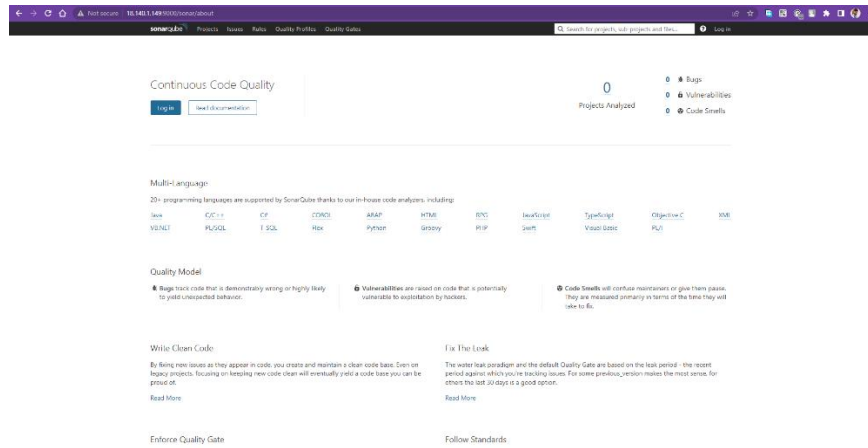 Not secure 10.140.1.149:9000/sonar/about
sonarqube Projects Issues Rules Quality Profiles Quality Gates Search for projects, sub-projects and files... Log in
Continuous Code Quality
Log in Read documentation
0
Projects Analyzed
0 Bugs
0 Vulnerabilities
0 Code Smells
Multi-Language
20+ programming languages are supported by SonarQube thanks to our in-house code analyzers, including:
Java C/C++ C# COBOL ABAP HTML RPG JavaScript TypeScript Objective C XML
VB.NET PL/SQL T-SQL Flex Python Groovy PHP Swift Visual Basic PL/I
Quality Model
Bugs track code that is demonstrably wrong or highly likely
to yield unexpected behavior.
Vulnerabilities are raised on code that is potentially
vulnerable to exploitation by hackers.
Code Smells will confuse maintainers or give them pause.
They are measured primarily in terms of the time they will
take to fix.
Write Clean Code
By fixing new issues as they appear in code, you create and maintain a clean code base. Even on
legacy projects, focusing on keeping new code clean will eventually yield a code base you can be
proud of.
Read More
Fix The Leak
The water leak paradigm and the default Quality Gate are based on the leak period - the recent
period against which you're tracking issues. For some previous_version makes the most sense, for
others the last 30 days is a good option.
Read More
Enforce Quality Gate
Follow Standards